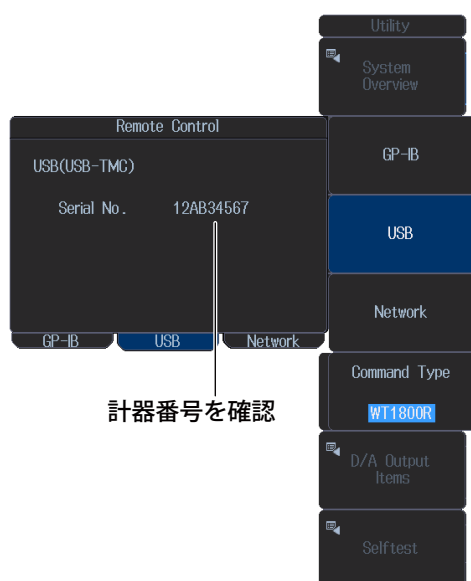 Utility
System
Overview
Remote Control
USB(USB-TMC)
Serial No. 12AB34567
GP-IB
USB
Network
GP-IB USB Network
Command Type
WT1800R
計器番号を確認
D/A Output
Items
Selftest